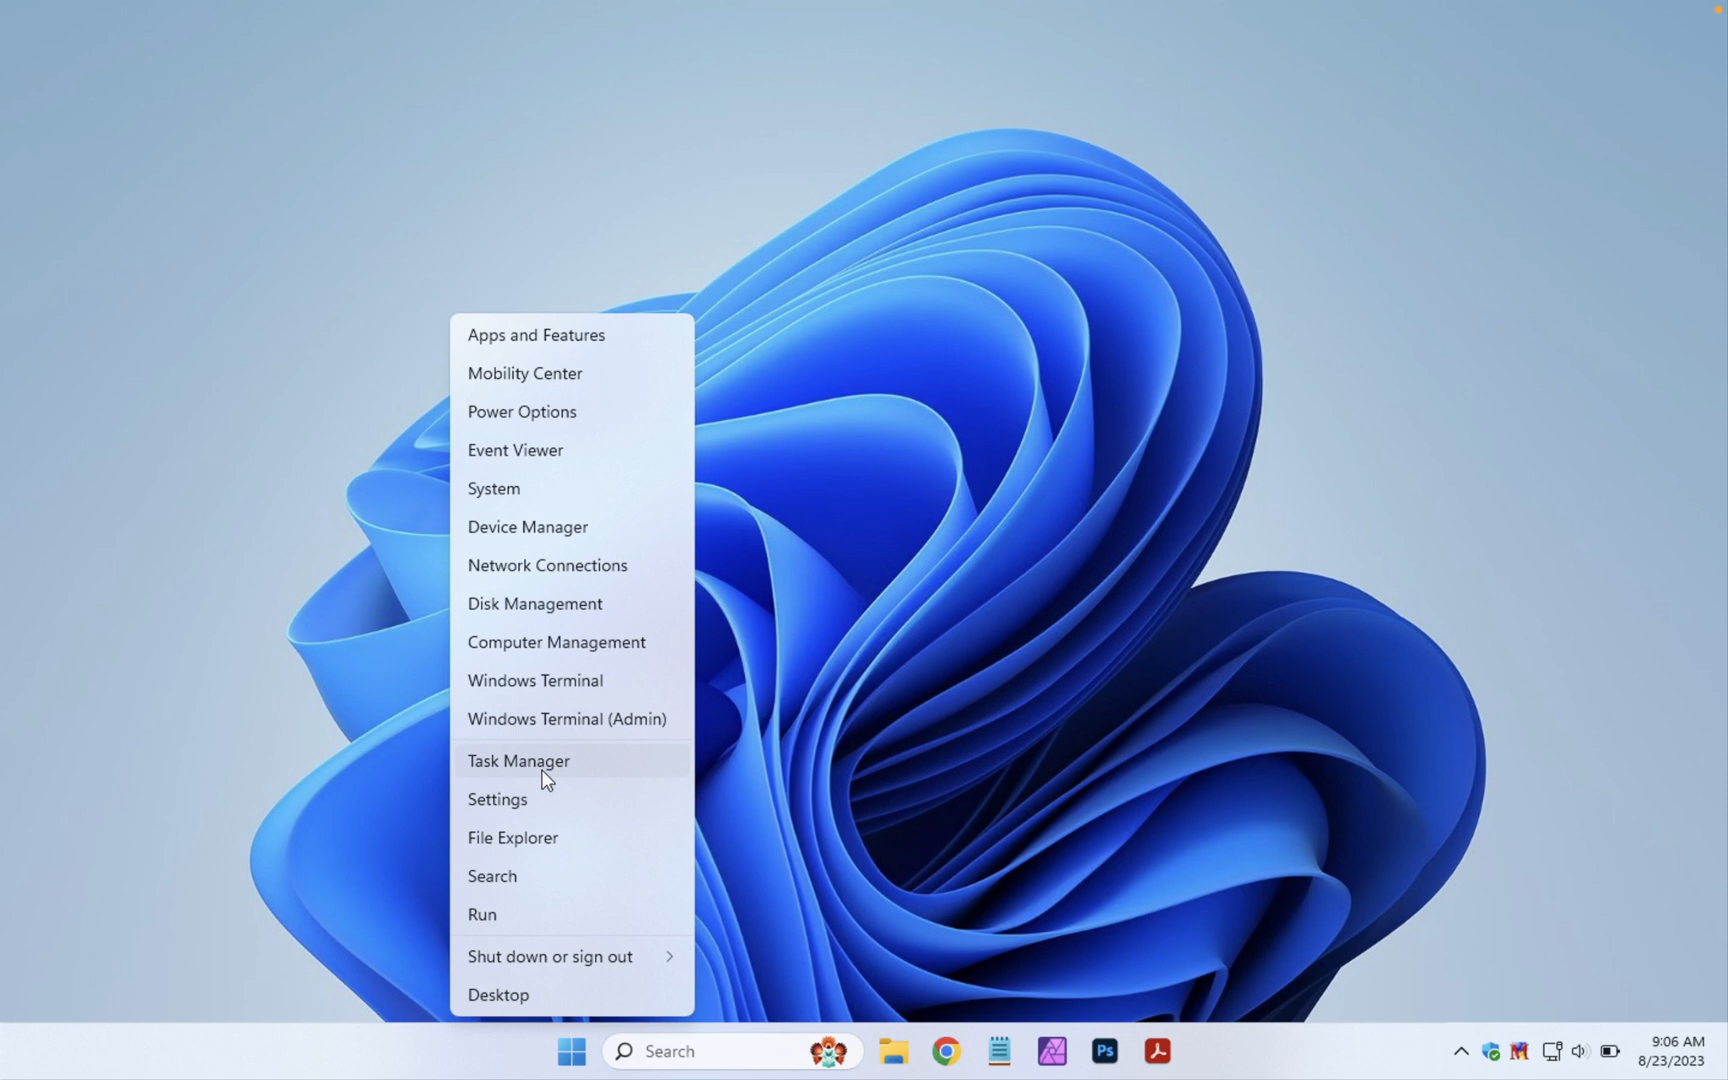 Apps and Features
Mobility Center
Power Options
Event Viewer
System
Device Manager
Network Connections
Disk Management
Computer Management
Windows Terminal
Windows Terminal (Admin)
Task Manager
Settings
File Explorer
Search
Run
Shut down or sign out
Desktop
Search
Ps
9:06 AM
8/23/2023